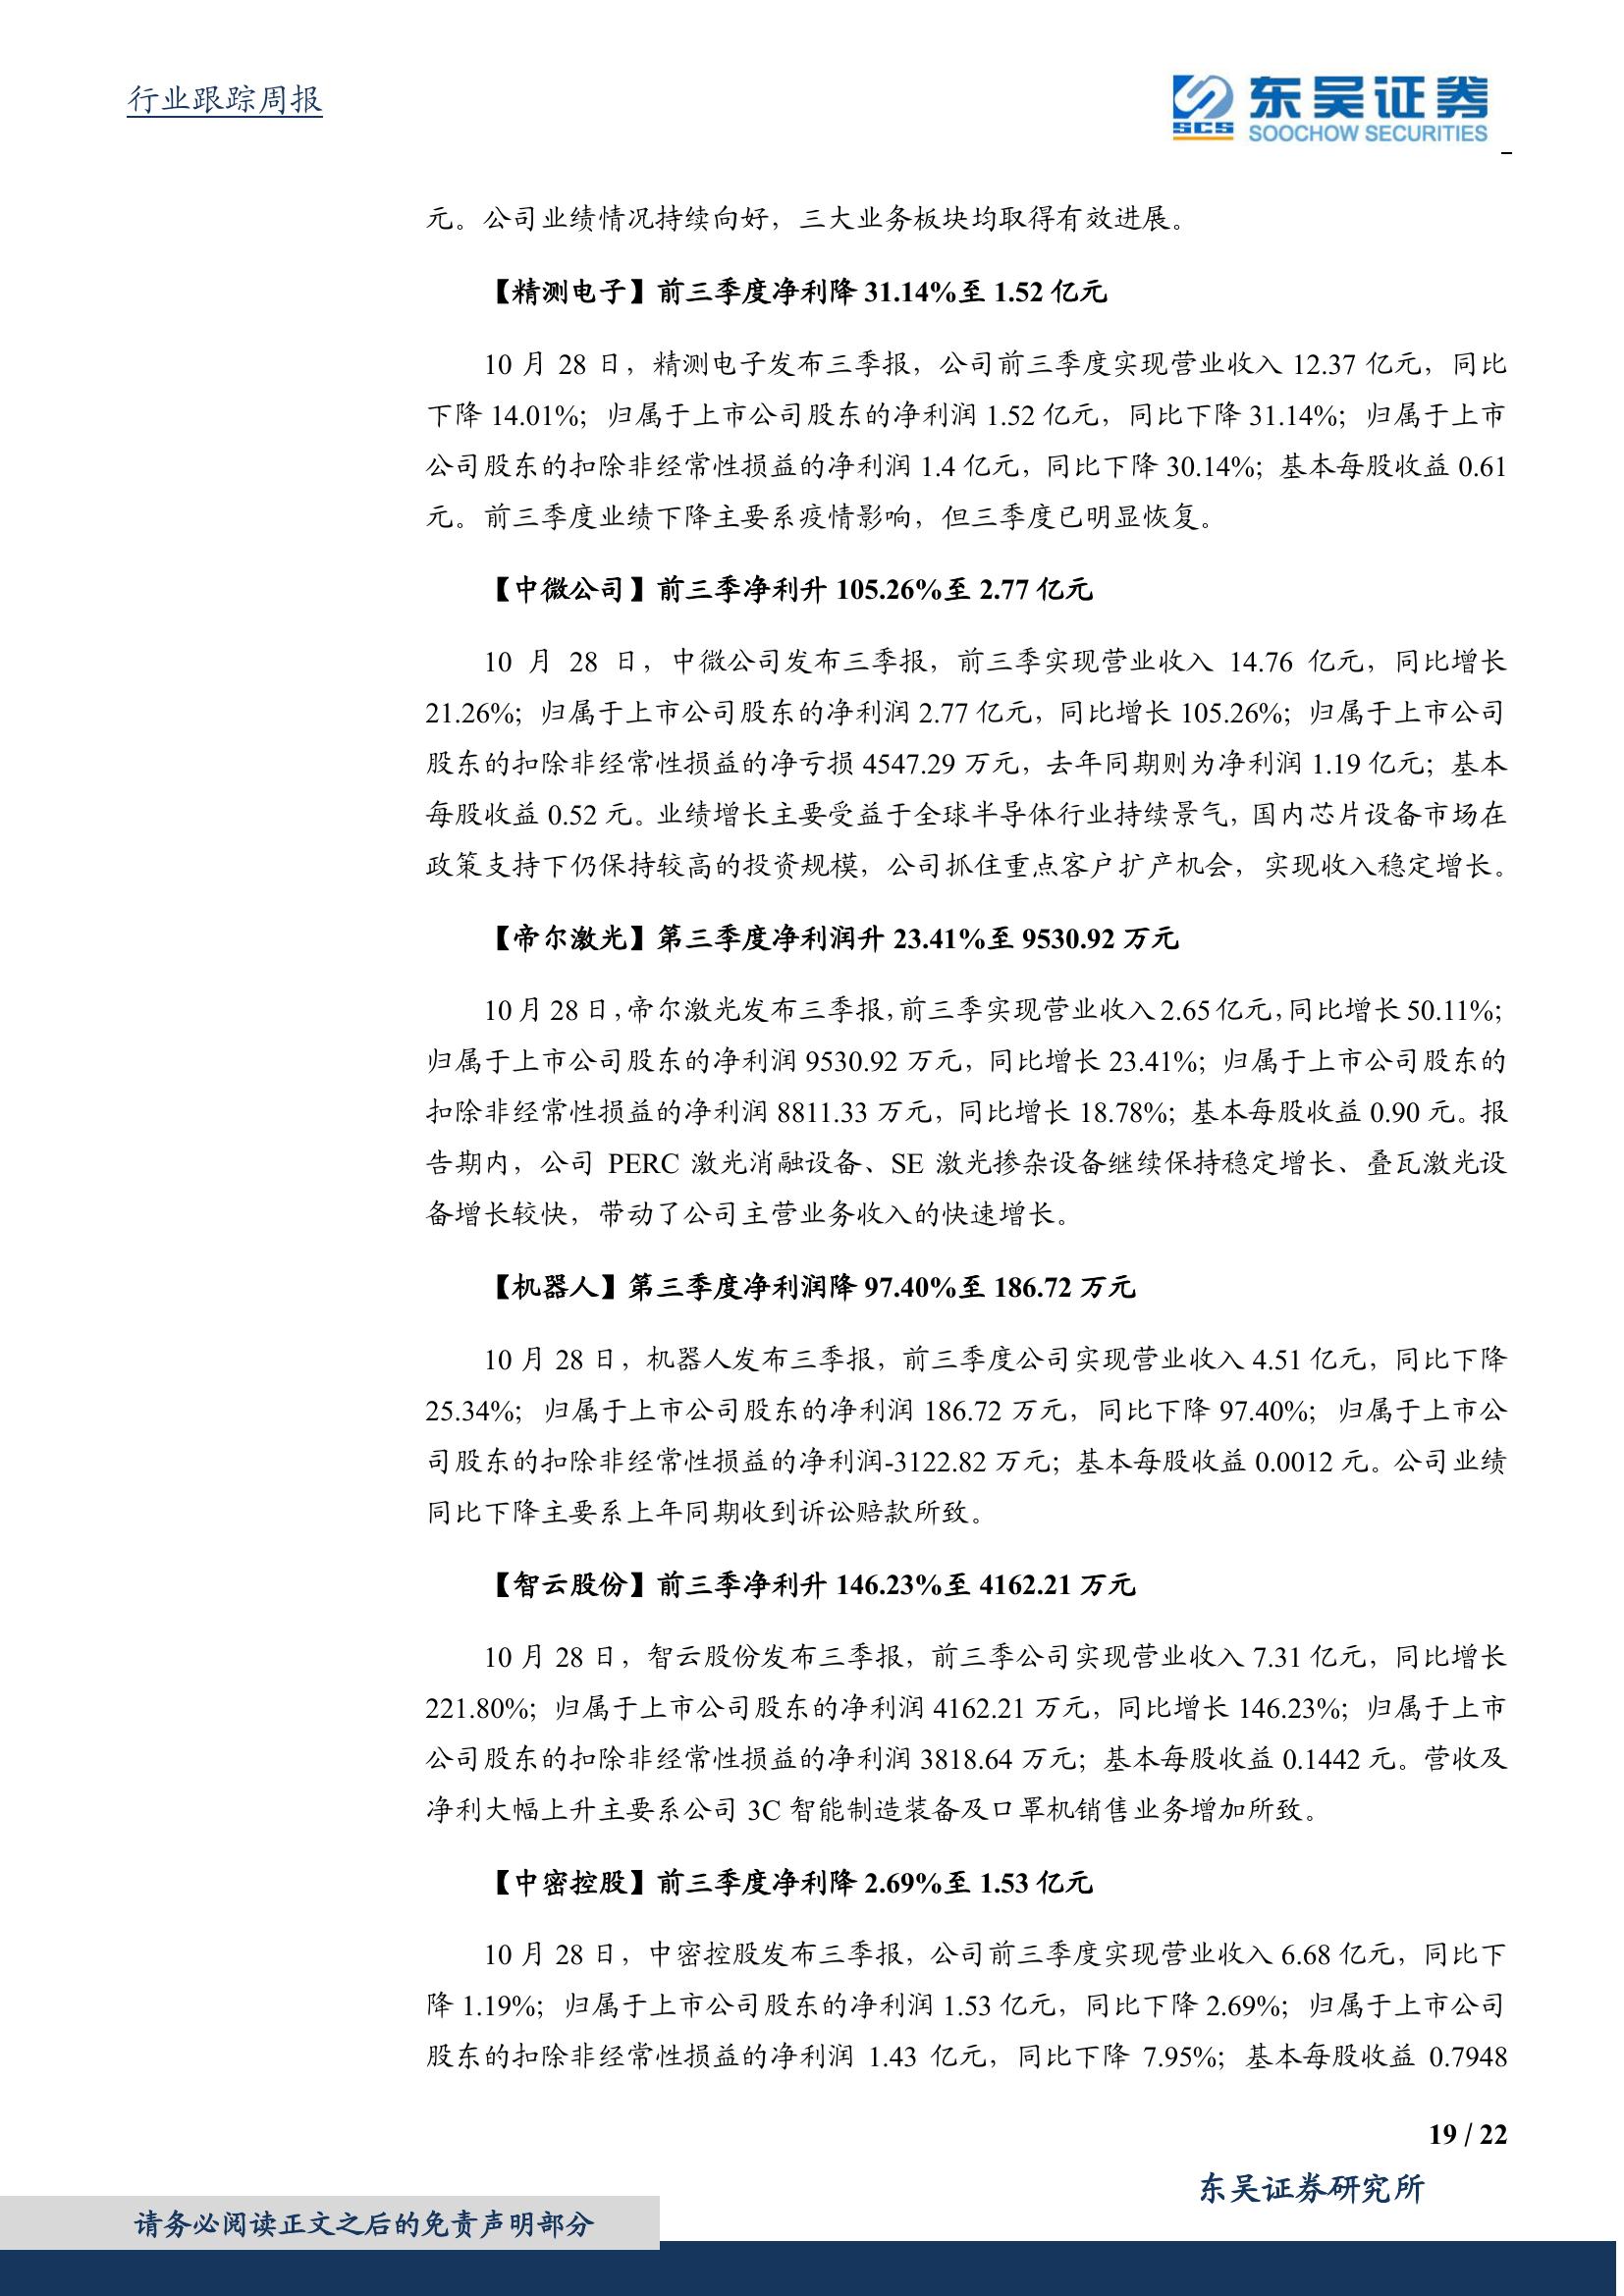 行业跟踪周报
东吴证券
SCS
SOOCHOW SECURITIES
元。公司业绩情况持续向好，三大业务板块均取得有效进展。
【精测电子】前三季度净利降 31.14%至 1.52 亿元
10 月 28 日，精测电子发布三季报，公司前三季度实现营业收入 12.37 亿元，同比
下降 14.01%；归属于上市公司股东的净利润 1.52 亿元，同比下降 31.14%；归属于上市
公司股东的扣除非经常性损益的净利润 1.4 亿元，同比下降 30.14%；基本每股收益 0.61
元。前三季度业绩下降主要系疫情影响，但三季度已明显恢复。
【中微公司】前三季净利升 105.26%至 2.77 亿元
10 月 28 日，中微公司发布三季报，前三季实现营业收入 14.76 亿元，同比增长
21.26%；归属于上市公司股东的净利润 2.77 亿元，同比增长 105.26%；归属于上市公司
股东的扣除非经常性损益的净亏损 4547.29 万元，去年同期则为净利润 1.19 亿元；基本
每股收益 0.52 元。业绩增长主要受益于全球半导体行业持续景气，国内芯片设备市场在
政策支持下仍保持较高的投资规模，公司抓住重点客户扩产机会，实现收入稳定增长。
【帝尔激光】第三季度净利润升 23.41%至 9530.92 万元
10 月 28 日，帝尔激光发布三季报，前三季实现营业收入 2.65 亿元，同比增长 50.11%；
归属于上市公司股东的净利润 9530.92 万元，同比增长 23.41%；归属于上市公司股东的
扣除非经常性损益的净利润 8811.33 万元，同比增长 18.78%；基本每股收益 0.90 元。报
告期内，公司 PERC 激光消融设备、SE 激光掺杂设备继续保持稳定增长、叠瓦激光设
备增长较快，带动了公司主营业务收入的快速增长。
【机器人】第三季度净利润降 97.40%至 186.72 万元
10 月 28 日，机器人发布三季报，前三季度公司实现营业收入 4.51 亿元，同比下降
25.34%；归属于上市公司股东的净利润 186.72 万元，同比下降 97.40%；归属于上市公
司股东的扣除非经常性损益的净利润-3122.82 万元；基本每股收益 0.0012 元。公司业绩
同比下降主要系上年同期收到诉讼赔款所致。
【智云股份】前三季净利升 146.23%至 4162.21 万元
10 月 28 日，智云股份发布三季报，前三季公司实现营业收入 7.31 亿元，同比增长
221.80%；归属于上市公司股东的净利润 4162.21 万元，同比增长 146.23%；归属于上市
公司股东的扣除非经常性损益的净利润 3818.64 万元；基本每股收益 0.1442 元。营收及
净利大幅上升主要系公司 3C 智能制造装备及口罩机销售业务增加所致。
【中密控股】前三季度净利降 2.69%至 1.53 亿元
10 月 28 日，中密控股发布三季报，公司前三季度实现营业收入 6.68 亿元，同比下
降 1.19%；归属于上市公司股东的净利润 1.53 亿元，同比下降 2.69%；归属于上市公司
股东的扣除非经常性损益的净利润 1.43 亿元，同比下降 7.95%；基本每股收益 0.7948
19 / 22
东吴证券研究所
请务必阅读正文之后的免责声明部分